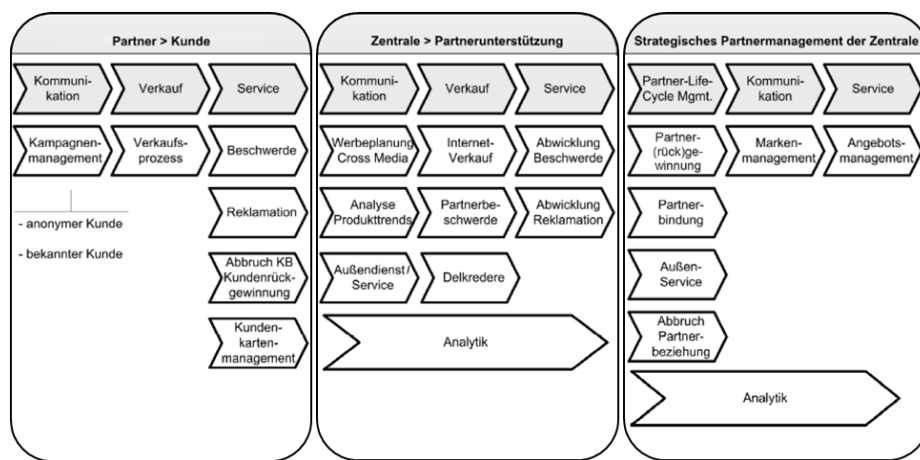 Partner > Kunde
Kommuni-
kation
Verkauf
Service
Kampagnen-
management
Verkaufs-
prozess
Beschwerde
- anonymer Kunde
- bekannter Kunde
Reklamation
Abbruch KB
Kundenrück-
gewinnung
Kunden-
karten-
management
Zentrale > Partnerunterstützung
Kommuni-
kation
Verkauf
Service
Werbeplanung
Cross Media
Internet-
Verkauf
Abwicklung
Beschwerde
Analyse
Produkttrends
Partnerbe-
schwerde
Abwicklung
Reklamation
Außendienst/
Service
Delkredere
Analytik
Strategisches Partnermanagement der Zentrale
Partner-Life-
Cycle Mgmt.
Kommuni-
kation
Service
Partner-
(rück)ge-
winnung
Marken-
management
Angebots-
management
Partner-
bindung
Außen-
Service
Abbruch
Partner-
beziehung
Analytik